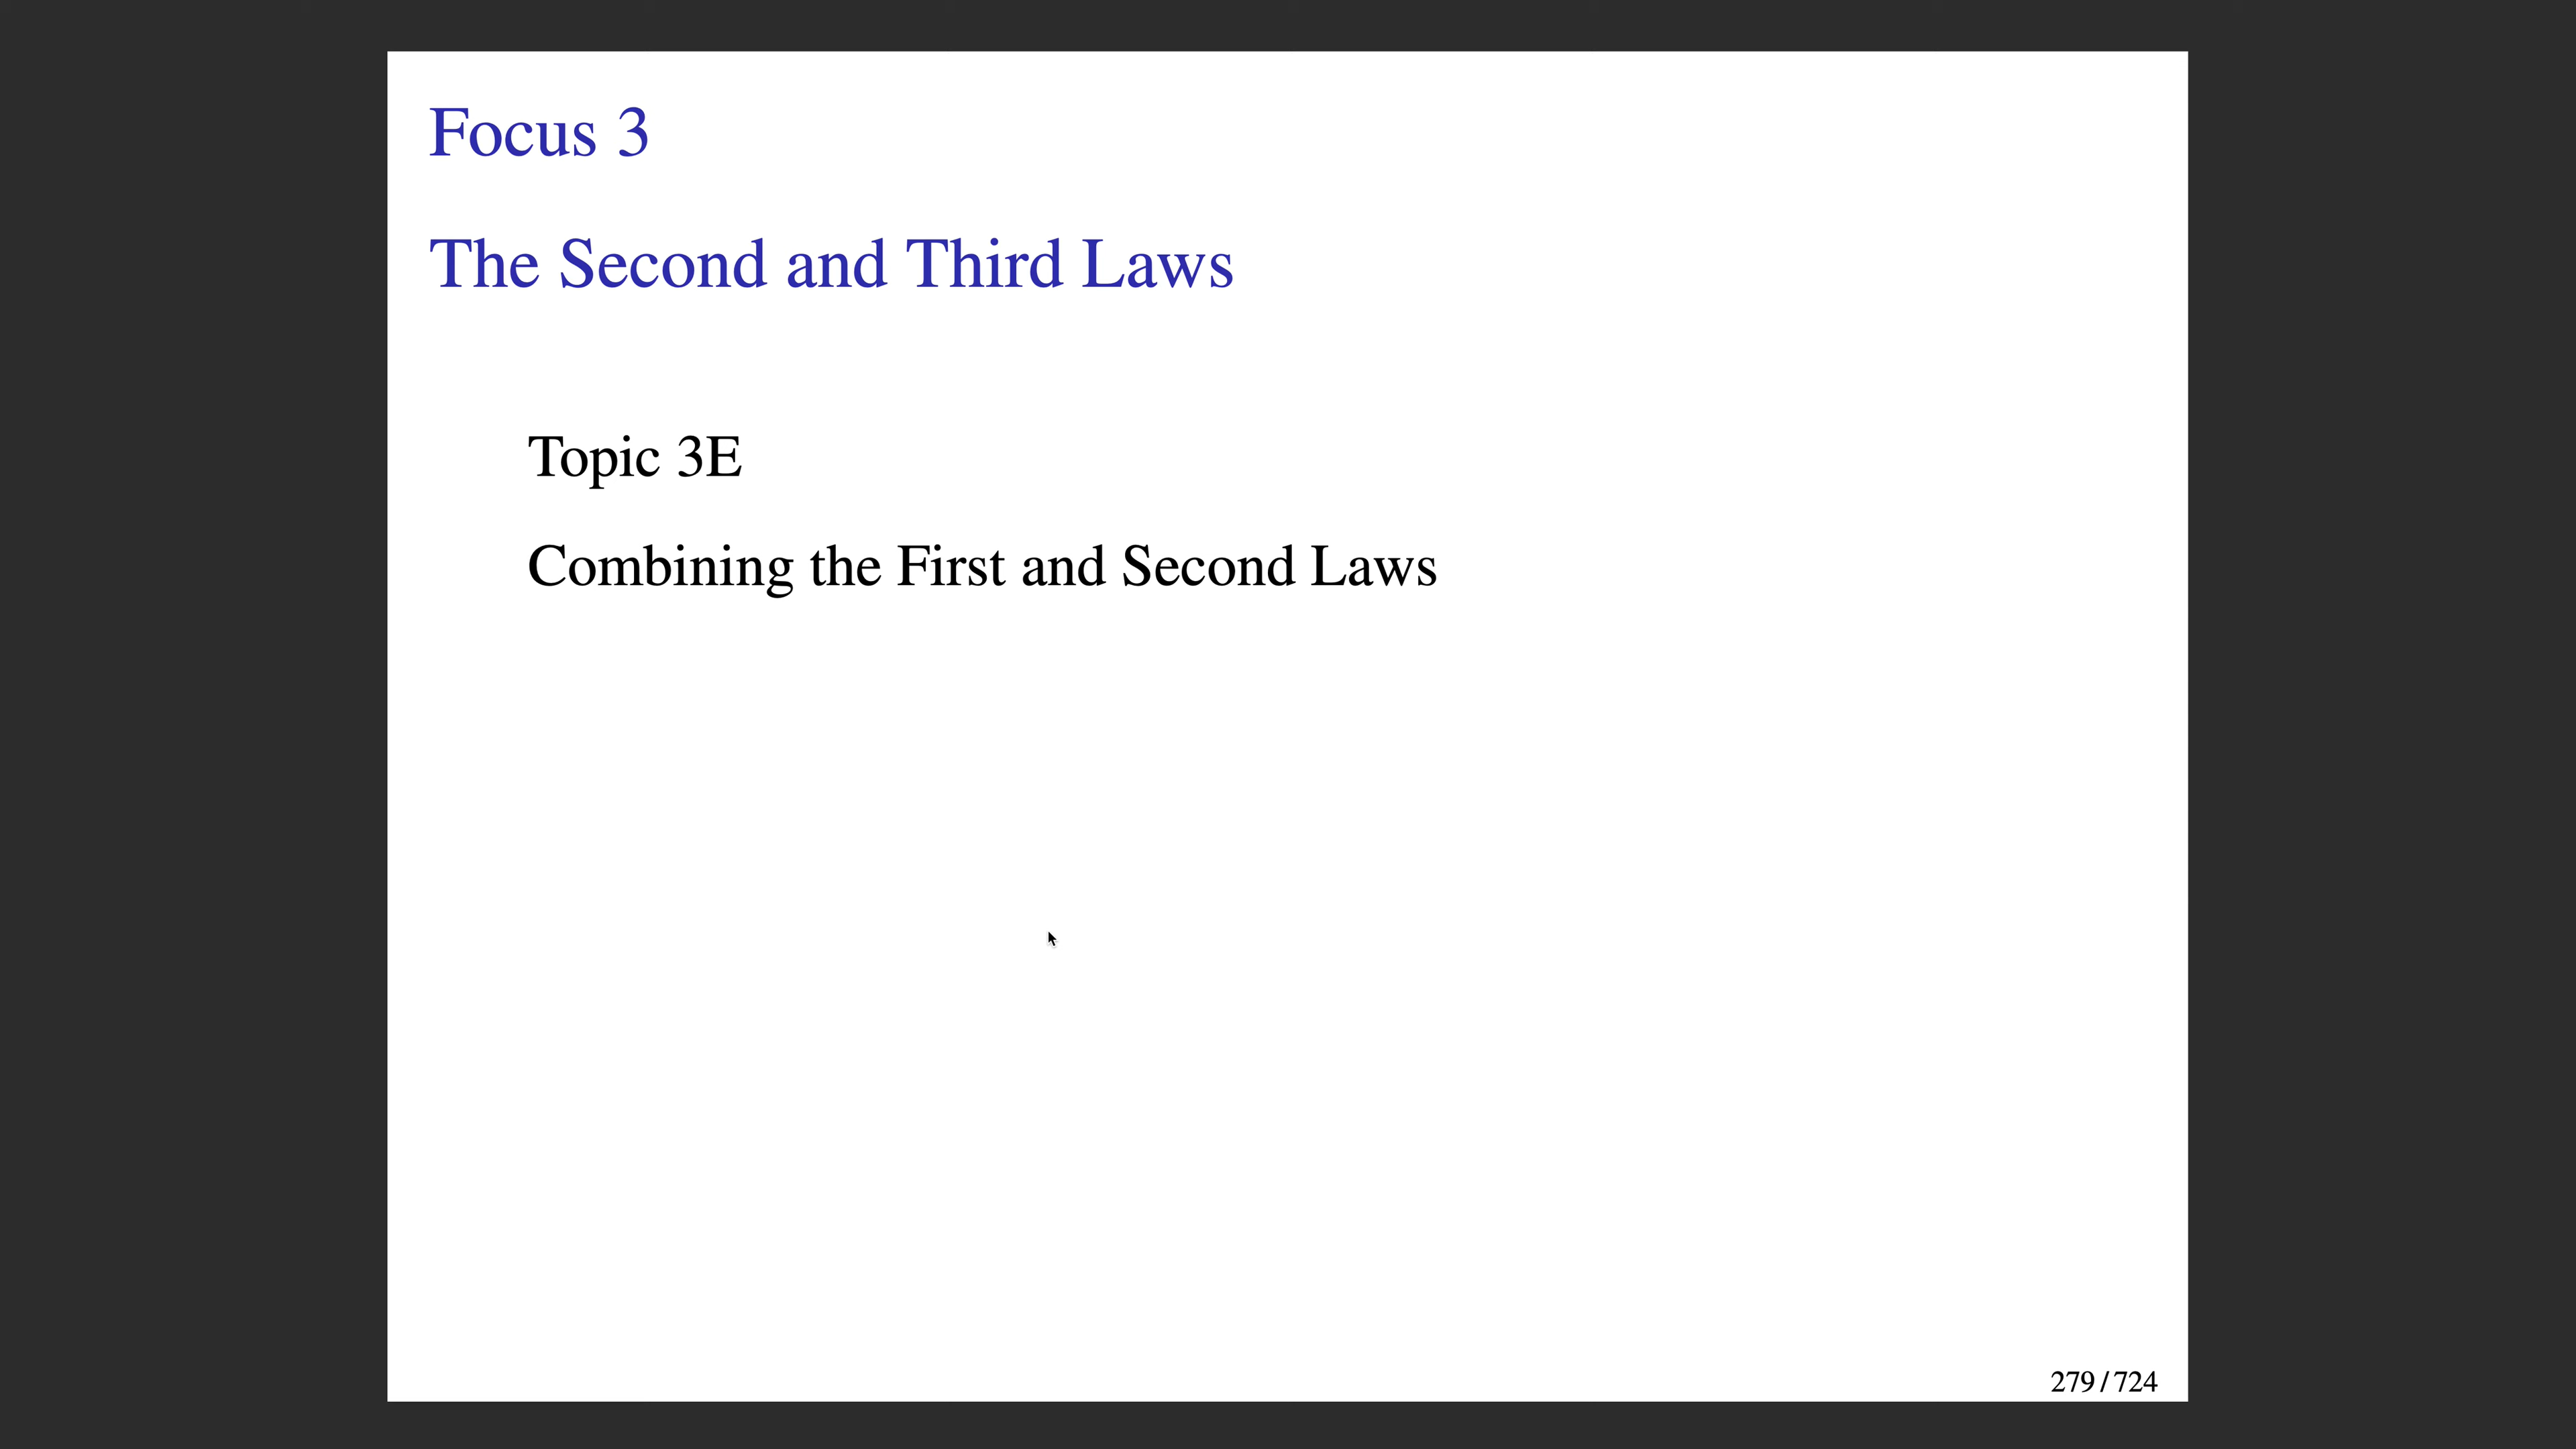 Focus 3
The Second and Third Laws
Topic 3E
Combining the First and Second Laws
279 / 724